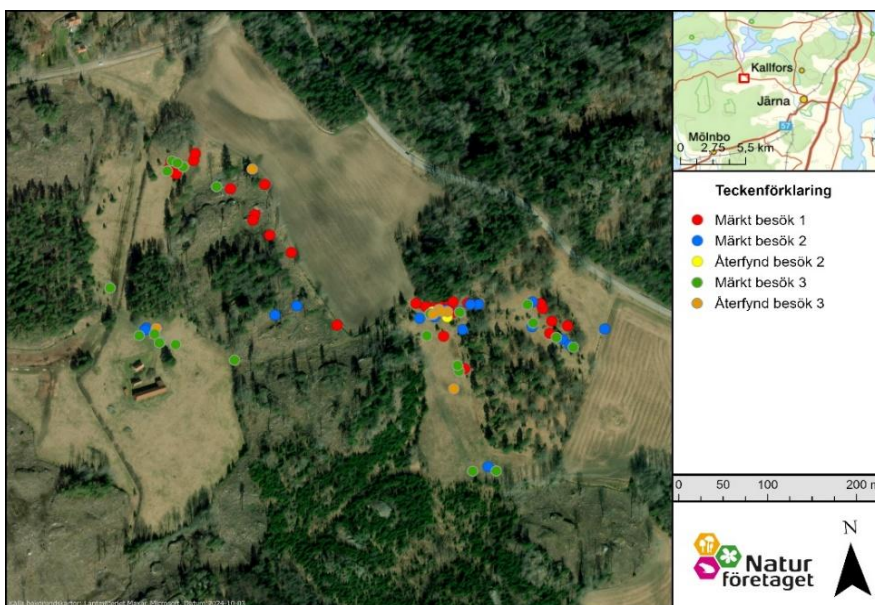 Kallfors
Järna
57
Mölnbo
0 2,75 5,5 km
Teckenförklaring
Märkt besök 1
Märkt besök 2
Återfynd besök 2
Märkt besök 3
Återfynd besök 3
0 50 100 200 m
N
Natur
företaget